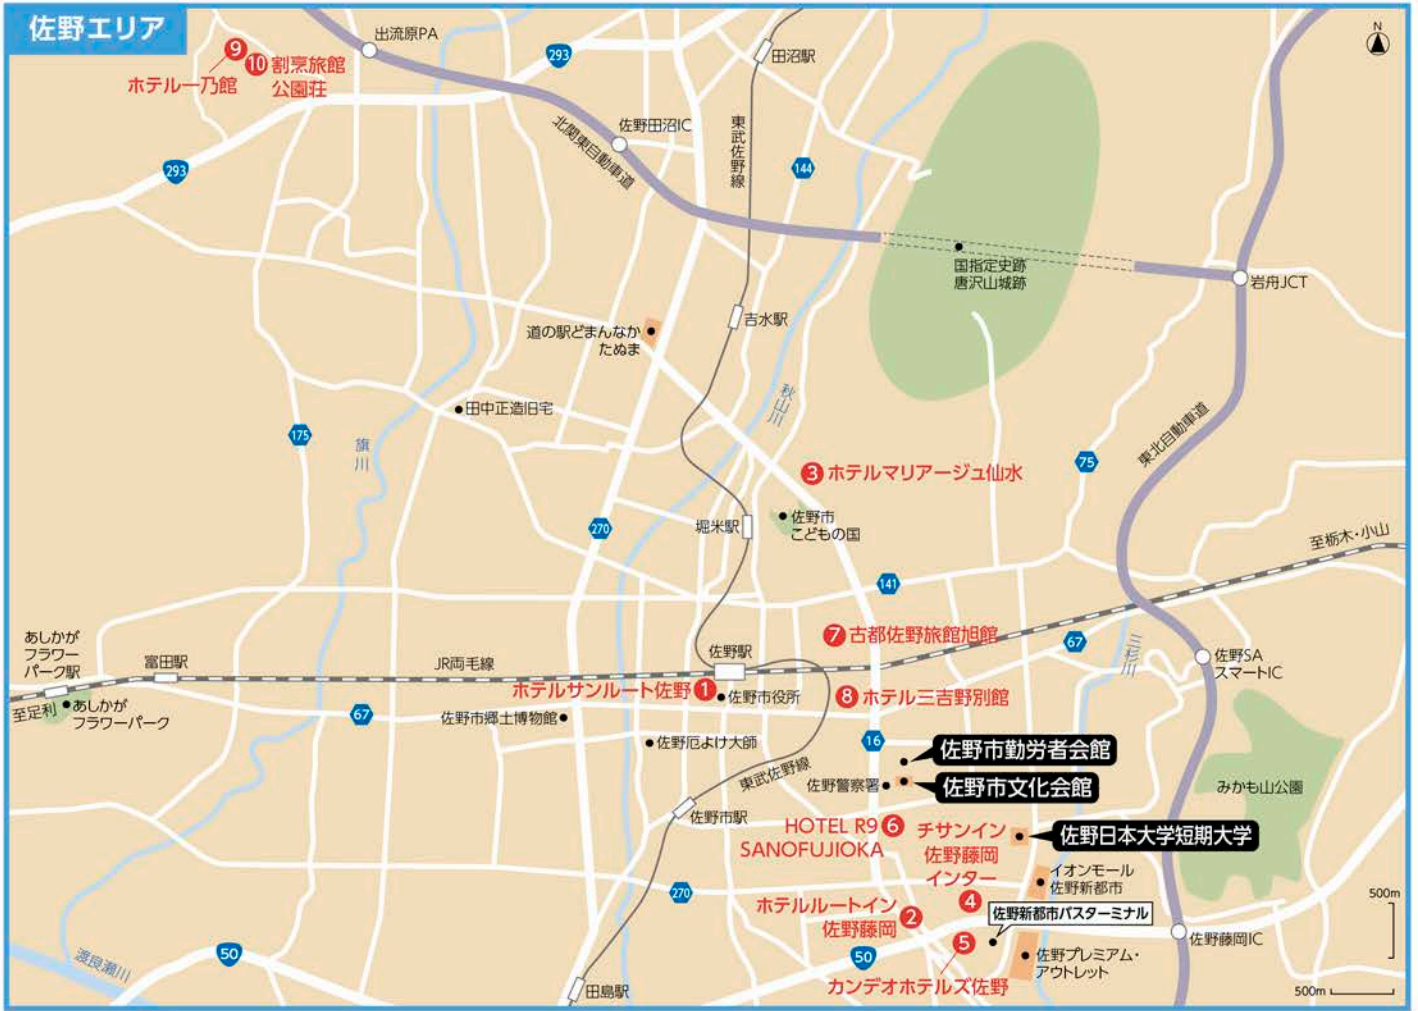 佐野エリア
N
出流原PA
293
田沼駅
9
10 割烹旅館
公園荘
ホテル一乃館
佐野田沼IC
北関東自動車道
東武佐野線
144
293
国指定史跡
唐沢山城跡
岩舟JCT
吉水駅
道の駅どまんなか
たぬま
秋山川
田中正造旧宅
東北自動車道
175
旗川
75
3 ホテルマリアージュ仙水
270
堀米駅
佐野市
こどもの国
至栃木・小山
141
あしかが
フラワー
パーク駅
富田駅
JR両毛線
佐野駅
7 古都佐野旅館旭館
67
三杉川
佐野SA
スマートIC
ホテルサンルート佐野 1
佐野市役所
8 ホテル三吉野別館
至足利
あしかが
フラワーパーク
67
佐野市郷土博物館
佐野厄よけ大師
16
佐野市勤労者会館
東武佐野線
佐野警察署
佐野市文化会館
みかも山公園
佐野市駅
HOTEL R9 6
SANOFUJIOKA
チサンイン
佐野藤岡
インター
4
佐野日本大学短期大学
イオンモール
佐野新都市
270
ホテルルートイン
佐野藤岡 2
佐野新都市バスターミナル
500m
50
渡良瀬川
50
5
カンデオホテルズ佐野
佐野プレミアム・
アウトレット
佐野藤岡IC
田島駅
500m